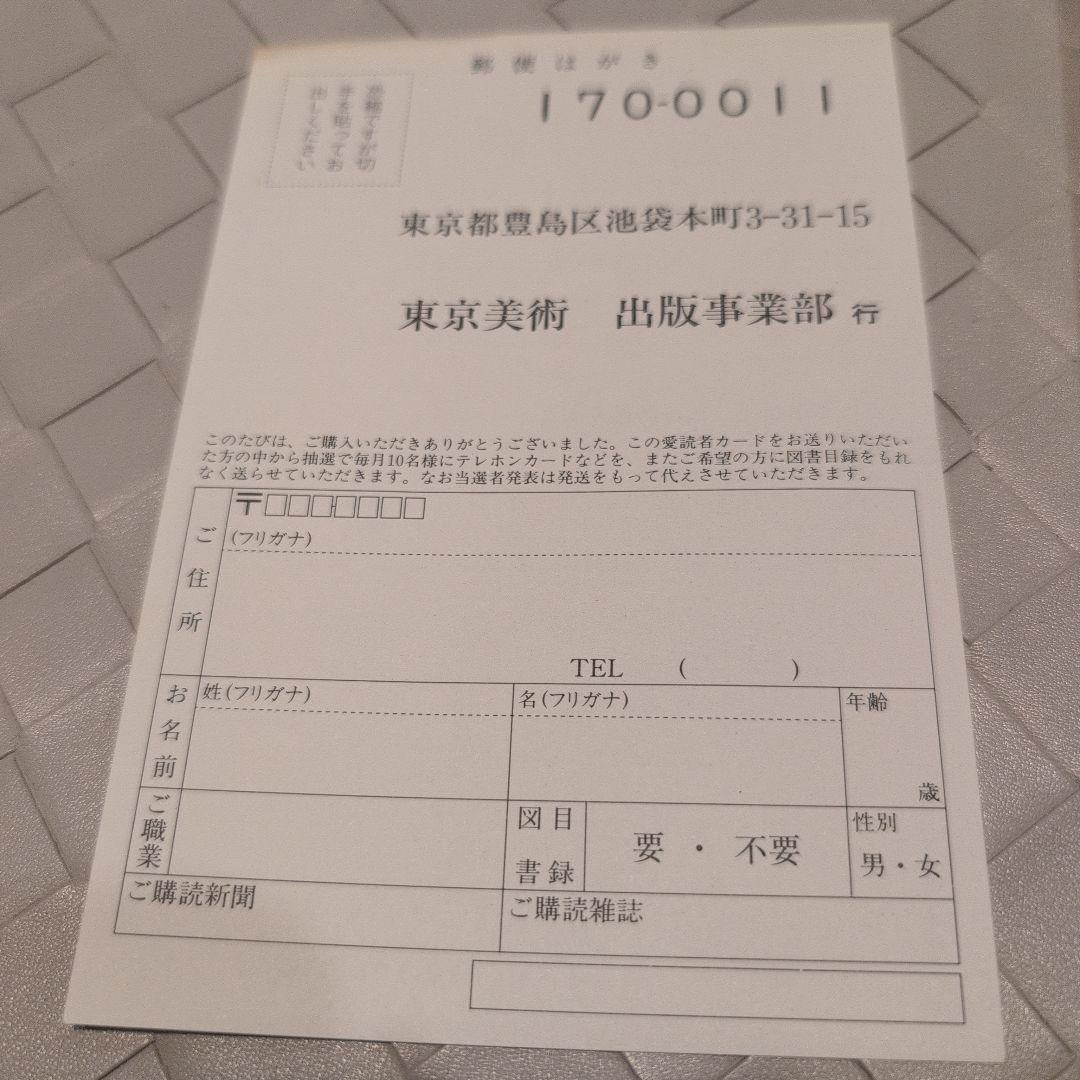 郵便はがき
恐縮ですが切
手を貼ってお
出しください
170-0011
東京都豊島区池袋本町3-31-15
東京美術　出版事業部 行
このたびは、ご購入いただきありがとうございました。この愛読者カードをお送りいただい
た方の中から抽選で毎月10名様にテレホンカードなどを、またご希望の方に図書目録をもれ
なく送らせていただきます。なお当選者発表は発送をもって代えさせていただきます。
ご住所
〒□□□-□□□□
(フリガナ)
TEL　　(　　　　)
お名前
姓(フリガナ)
名(フリガナ)
年齢
歳
ご職業
図書目録
要・不要
性別
男・女
ご購読新聞
ご購読雑誌